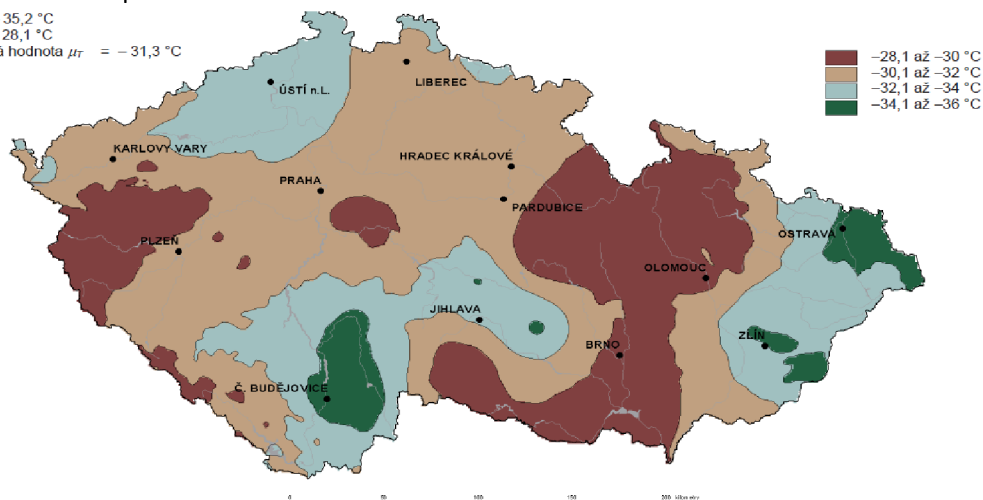 35,2 °C
28,1 °C
á hodnota μT = – 31,3 °C
–28,1 až –30 °C
–30,1 až –32 °C
–32,1 až –34 °C
–34,1 až –36 °C
LIBEREC
ÚSTÍ n.L.
KARLOVY VARY
HRADEC KRÁLOVÉ
PRAHA
PARDUBICE
PLZEŇ
OSTRAVA
OLOMOUC
JIHLAVA
ZLÍN
BRNO
Č. BUDĚJOVICE
0 50 100 150 200 kilometry